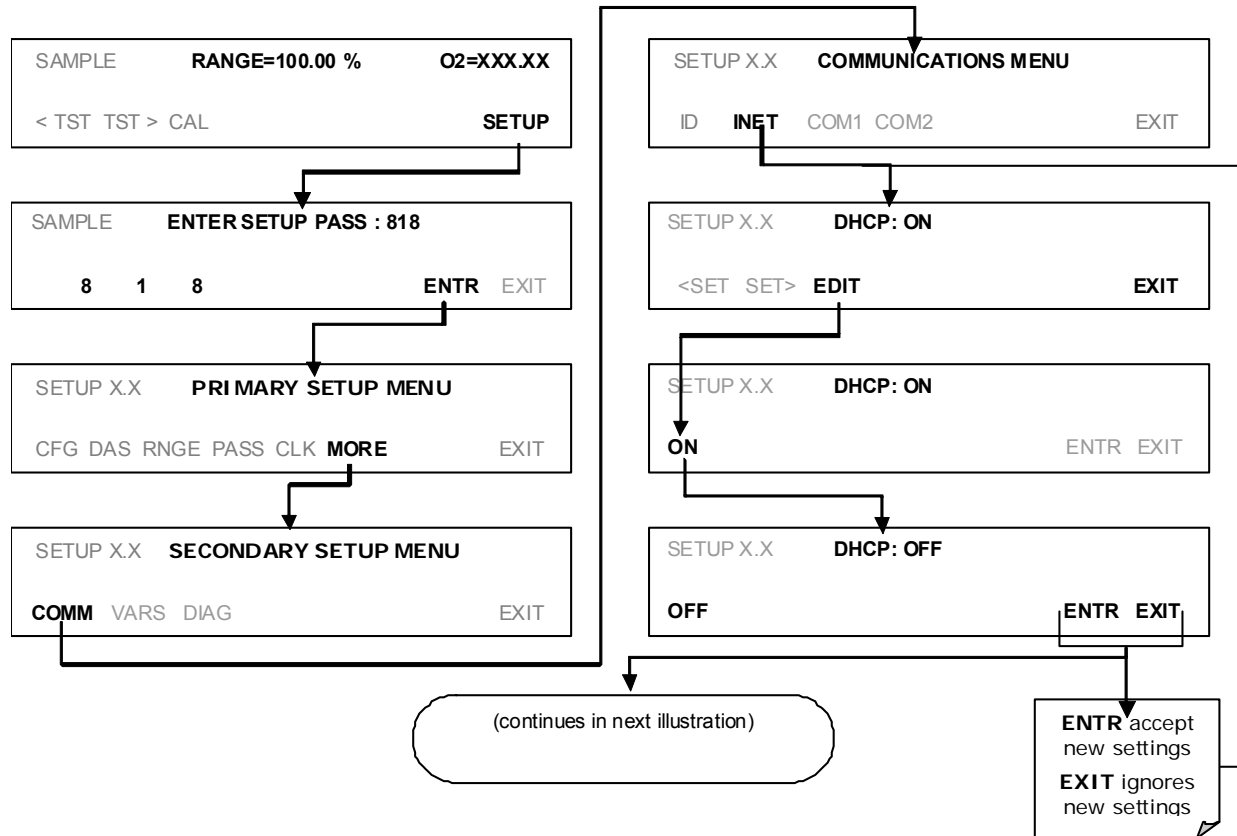 SAMPLE RANGE=100.00 % O2=XXX.XX
< TST TST > CAL SETUP
SAMPLE ENTER SETUP PASS : 818
8 1 8 ENTR EXIT
SETUP X.X PRIMARY SETUP MENU
CFG DAS RNGE PASS CLK MORE EXIT
SETUP X.X SECONDARY SETUP MENU
COMM VARS DIAG EXIT
SETUP X.X COMMUNICATIONS MENU
ID INET COM1 COM2 EXIT
SETUP X.X DHCP: ON
<SET SET> EDIT EXIT
SETUP X.X DHCP: ON
ON ENTR EXIT
SETUP X.X DHCP: OFF
OFF ENTR EXIT
(continues in next illustration)
ENTR accept
new settings
EXIT ignores
new settings